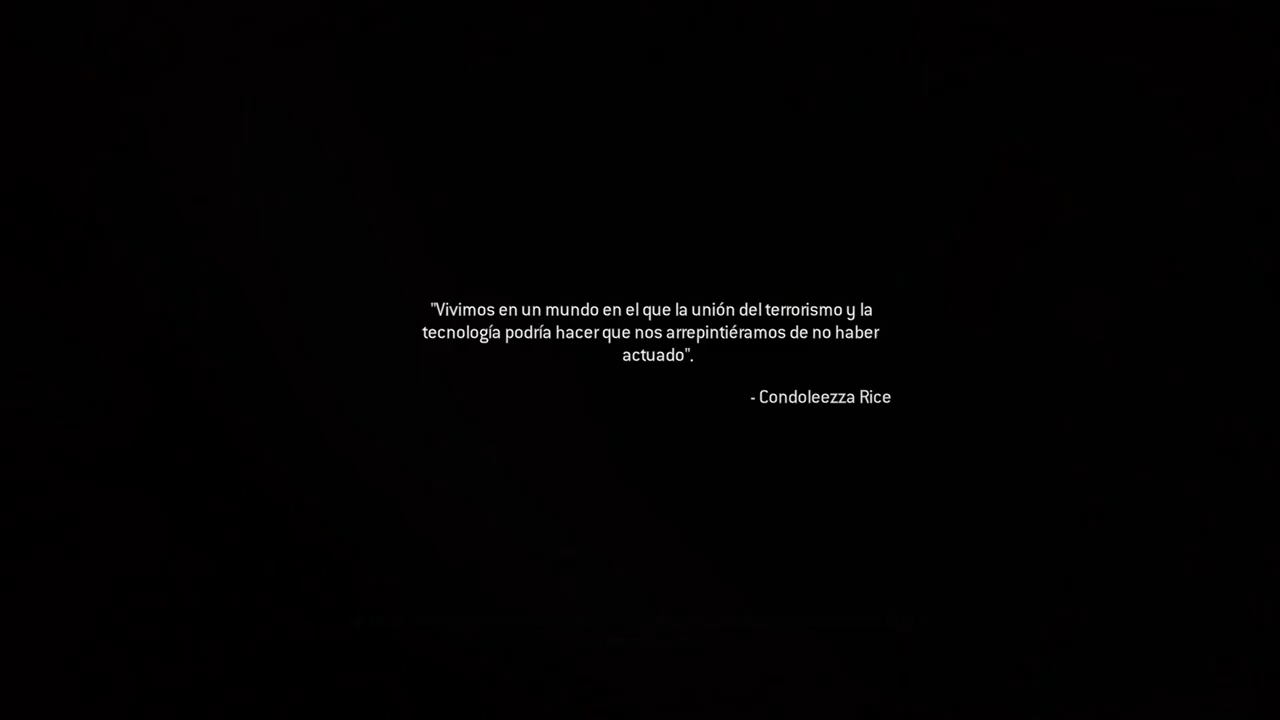 "Vivimos en un mundo en el que la unión del terrorismo y la
tecnología podría hacer que nos arrepintiéramos de no haber
actuado".
- Condoleezza Rice